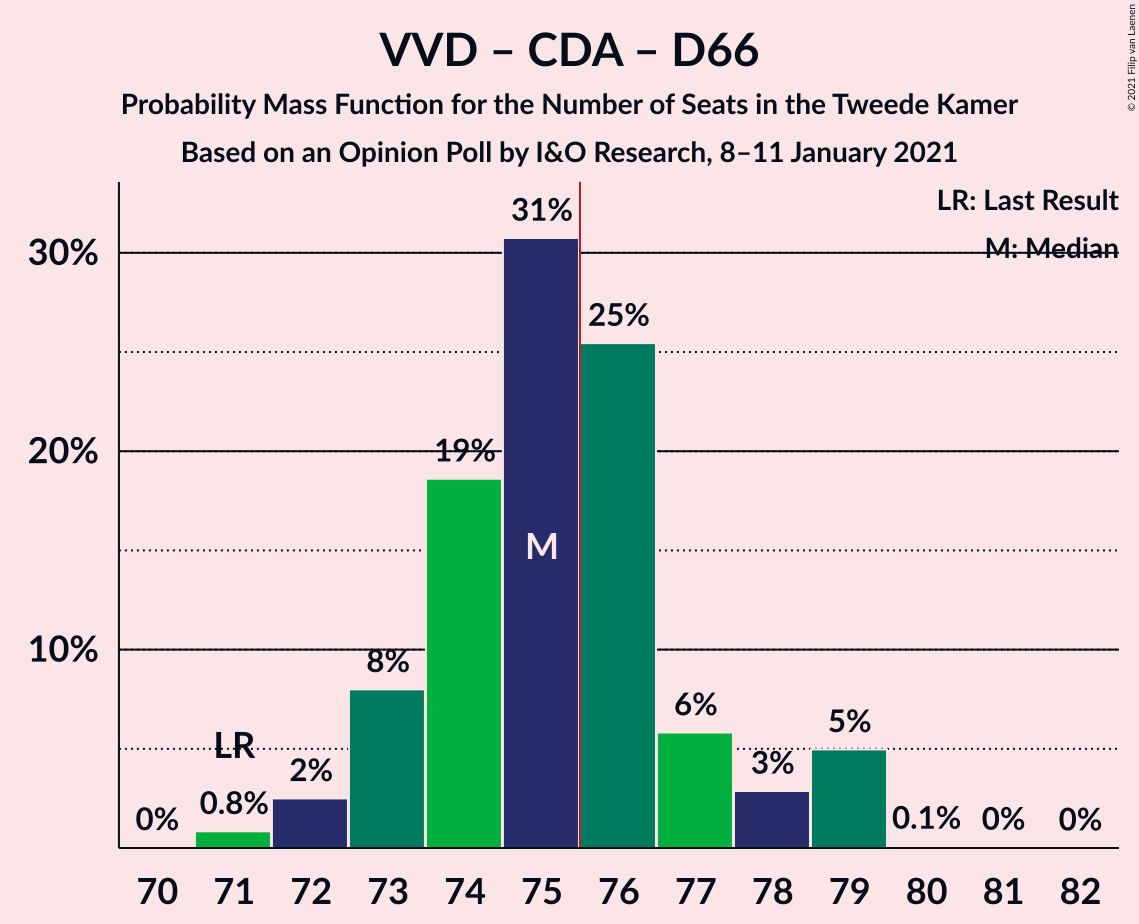 VVD – CDA – D66
Probability Mass Function for the Number of Seats in the Tweede Kamer
Based on an Opinion Poll by I&O Research, 8–11 January 2021
© 2021 Filip van Laenen
LR: Last Result
M: Median
30%
20%
10%
0%
0.8%
LR
2%
8%
19%
31%
M
25%
6%
3%
5%
0.1%
0%
0%
70 71 72 73 74 75 76 77 78 79 80 81 82